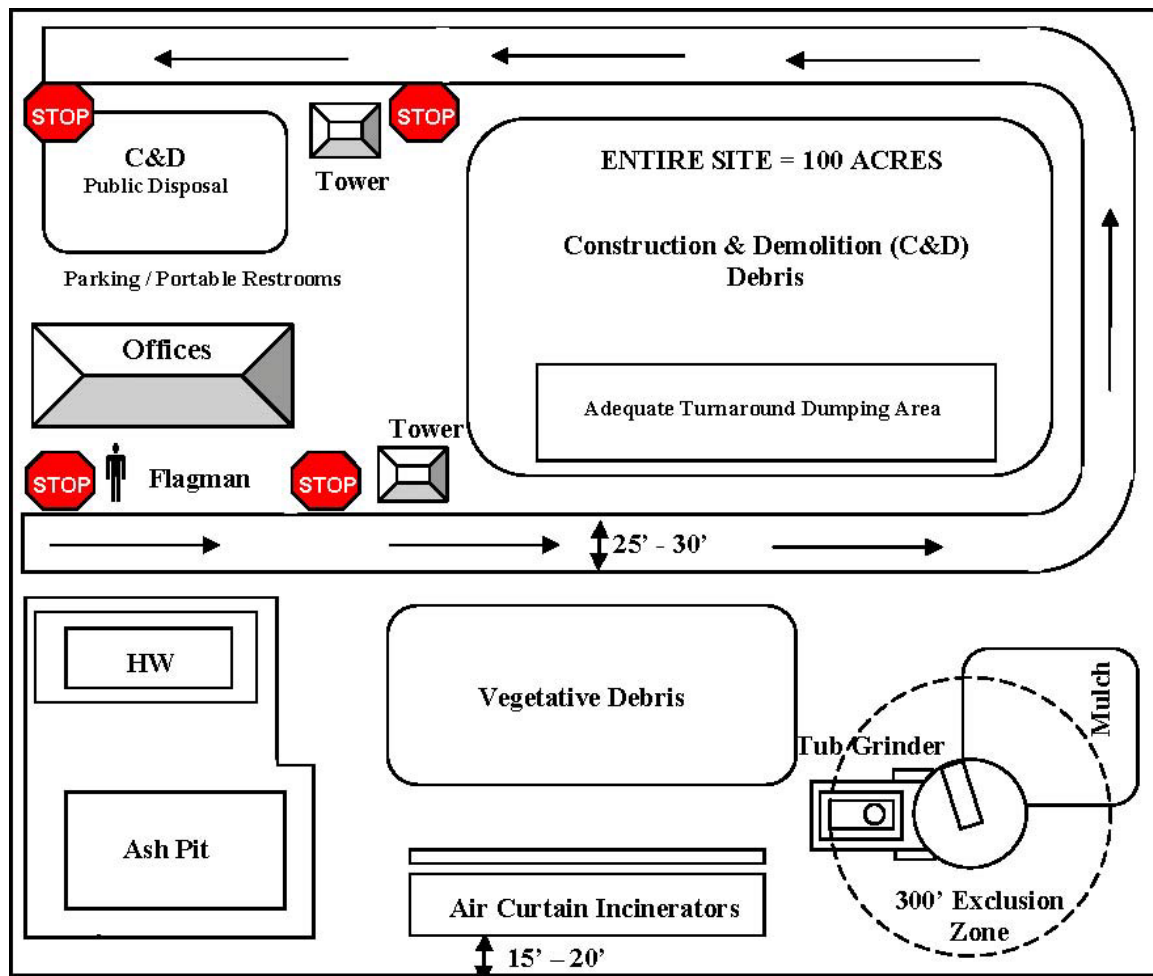 STOP
STOP
C&D
Public Disposal
Tower
ENTIRE SITE = 100 ACRES
Construction & Demolition (C&D)
Debris
Parking / Portable Restrooms
Offices
Adequate Turnaround Dumping Area
Tower
STOP
Flagman
STOP
25’ - 30’
HW
Vegetative Debris
Mulch
Tub Grinder
Ash Pit
Air Curtain Incinerators
300’ Exclusion
Zone
15’ – 20’